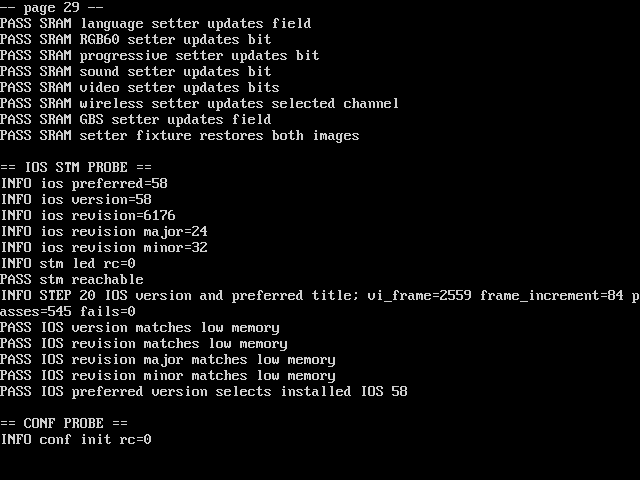 -- page 29 --
PASS SRAM language setter updates field
PASS SRAM RGB60 setter updates bit
PASS SRAM progressive setter updates bit
PASS SRAM sound setter updates bit
PASS SRAM video setter updates bits
PASS SRAM wireless setter updates selected channel
PASS SRAM GBS setter updates field
PASS SRAM setter fixture restores both images
== IOS STM PROBE ==
INFO ios preferred=58
INFO ios version=58
INFO ios revision=6176
INFO ios revision major=24
INFO ios revision minor=32
INFO stm led rc=0
PASS stm reachable
INFO STEP 20 IOS version and preferred title; vi_frame=2559 frame_increment=84 p
asses=545 fails=0
PASS IOS version matches low memory
PASS IOS revision matches low memory
PASS IOS revision major matches low memory
PASS IOS revision minor matches low memory
PASS IOS preferred version selects installed IOS 58
== CONF PROBE ==
INFO conf init rc=0